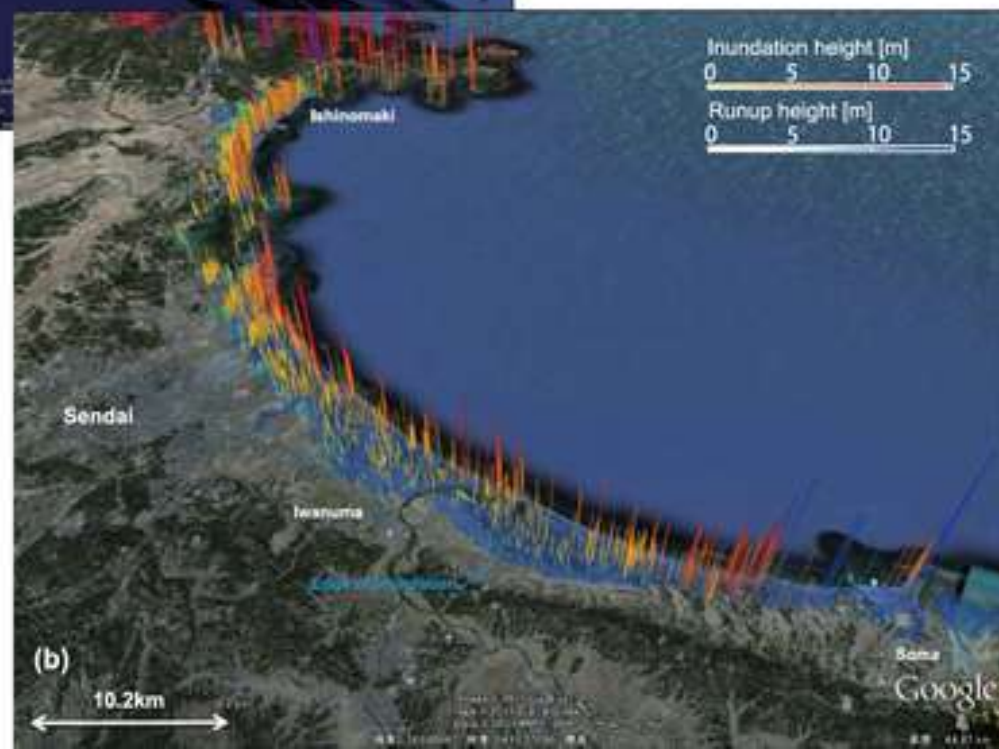 Inundation height [m]
0 5 10 15
Runup height [m]
0 5 10 15
Ishinomaki
Sendai
Iwanuma
Soma
(b)
Google
10.2km